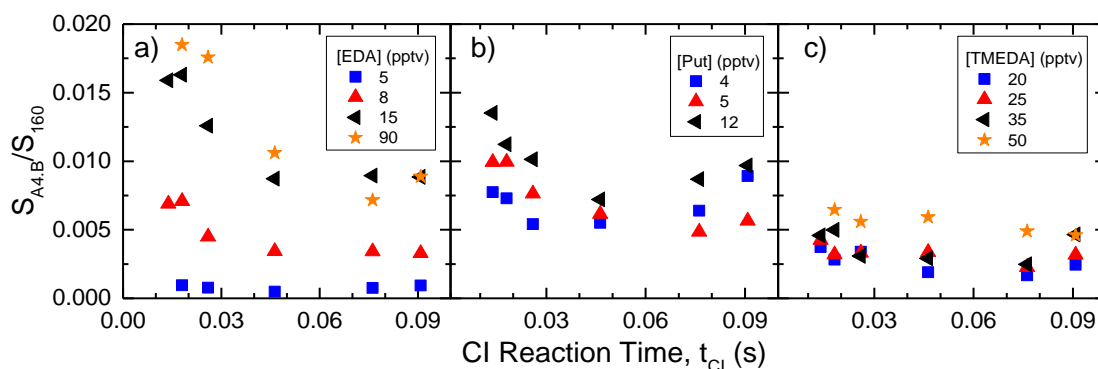 a)
[EDA] (pptv)
5
8
15
90
b)
[Put] (pptv)
4
5
12
c)
[TMEDA] (pptv)
20
25
35
50
S_A4.B/S_160
0.020
0.015
0.010
0.005
0.000
0.00 0.03 0.06 0.09 0.03 0.06 0.09 0.03 0.06 0.09
CI Reaction Time, t_CI (s)